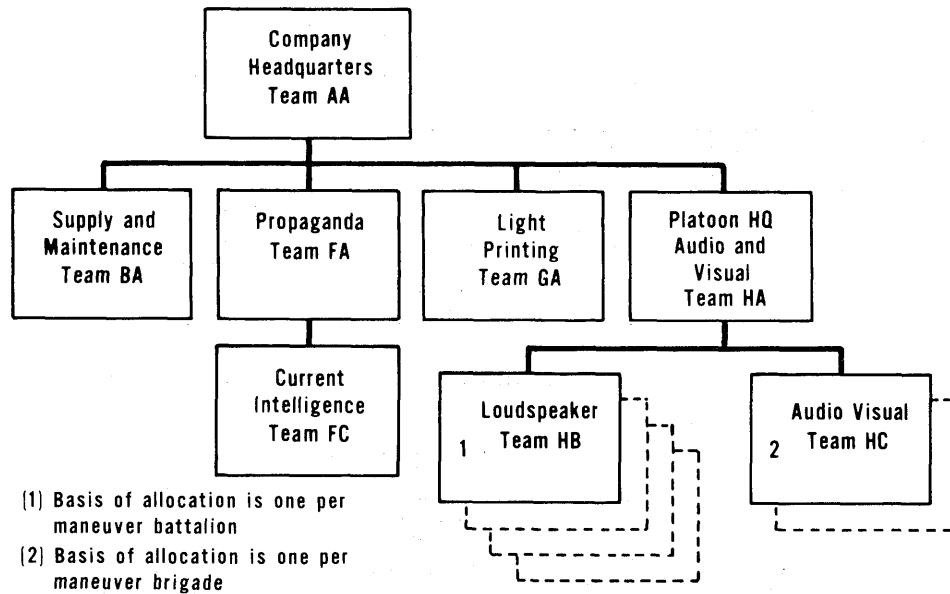 Company
Headquarters
Team AA
Supply and
Maintenance
Team BA
Propaganda
Team FA
Light
Printing
Team GA
Platoon HQ
Audio and
Visual
Team HA
Current
Intelligence
Team FC
1
Loudspeaker
Team HB
2
Audio Visual
Team HC
(1) Basis of allocation is one per
maneuver battalion
(2) Basis of allocation is one per
maneuver brigade